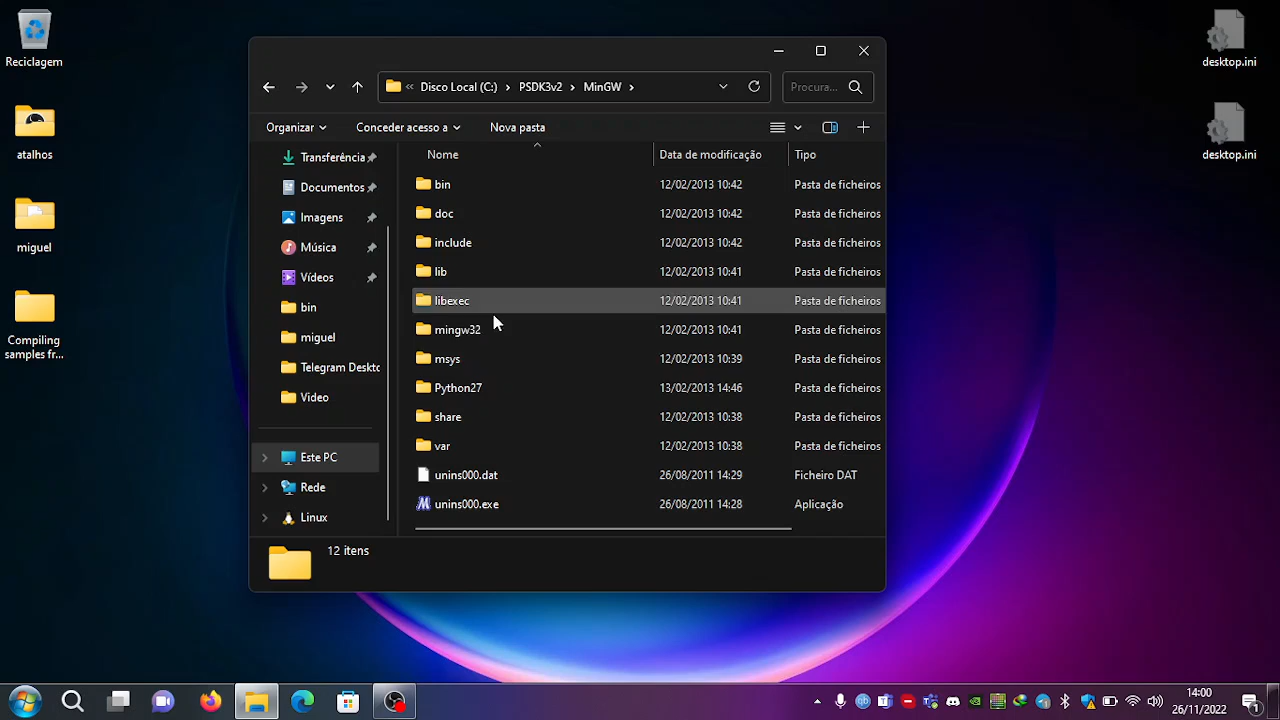 Reciclagem
atalhos
miguel
Compiling
samples fr...
desktop.ini
desktop.ini
Disco Local (C:) PSDK3v2 MinGW
Procura...
Organizar Conceder acesso a Nova pasta
Transferência
Documentos
Imagens
Música
Vídeos
bin
miguel
Telegram Deskto
Video
Este PC
Rede
Linux
Nome Data de modificação Tipo
bin 12/02/2013 10:42 Pasta de ficheiros
doc 12/02/2013 10:42 Pasta de ficheiros
include 12/02/2013 10:42 Pasta de ficheiros
lib 12/02/2013 10:41 Pasta de ficheiros
libexec 12/02/2013 10:41 Pasta de ficheiros
mingw32 12/02/2013 10:41 Pasta de ficheiros
msys 12/02/2013 10:39 Pasta de ficheiros
Python27 13/02/2013 14:46 Pasta de ficheiros
share 12/02/2013 10:38 Pasta de ficheiros
var 12/02/2013 10:38 Pasta de ficheiros
unins000.dat 26/08/2011 14:29 Ficheiro DAT
unins000.exe 26/08/2011 14:28 Aplicação
12 itens
14:00
26/11/2022